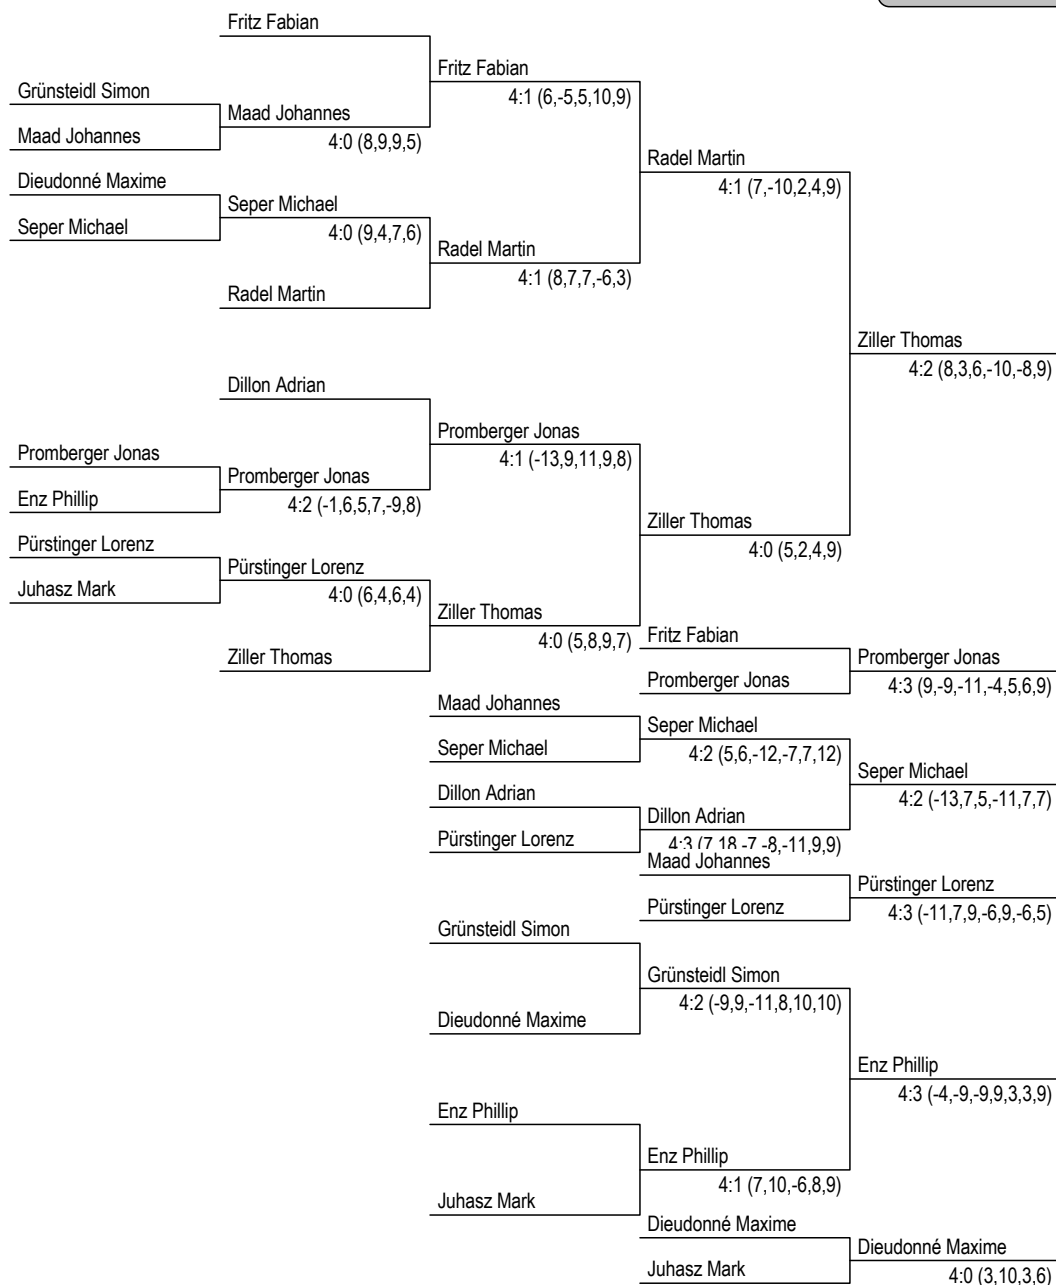 Fritz Fabian
Fritz Fabian
Grünsteidl Simon
4:1 (6,-5,5,10,9)
Maad Johannes
Maad Johannes
4:0 (8,9,9,5)
Radel Martin
Dieudonné Maxime
4:1 (7,-10,2,4,9)
Seper Michael
Seper Michael
4:0 (9,4,7,6)
Radel Martin
4:1 (8,7,7,-6,3)
Radel Martin
Ziller Thomas
4:2 (8,3,6,-10,-8,9)
Dillon Adrian
Promberger Jonas
Promberger Jonas
4:1 (-13,9,11,9,8)
Promberger Jonas
Enz Phillip
4:2 (-1,6,5,7,-9,8)
Ziller Thomas
Pürstinger Lorenz
4:0 (5,2,4,9)
Pürstinger Lorenz
Juhasz Mark
4:0 (6,4,6,4)
Ziller Thomas
4:0 (5,8,9,7)
Fritz Fabian
Ziller Thomas
Promberger Jonas
Promberger Jonas
4:3 (9,-9,-11,-4,5,6,9)
Maad Johannes
Seper Michael
Seper Michael
4:2 (5,6,-12,-7,7,12)
Seper Michael
Dillon Adrian
4:2 (-13,7,5,-11,7,7)
Dillon Adrian
Pürstinger Lorenz
4:3 (7,18,-7,-8,-11,9,9)
Maad Johannes
Pürstinger Lorenz
Pürstinger Lorenz
4:3 (-11,7,9,-6,9,-6,5)
Grünsteidl Simon
Grünsteidl Simon
4:2 (-9,9,-11,8,10,10)
Dieudonné Maxime
Enz Phillip
4:3 (-4,-9,-9,9,3,3,9)
Enz Phillip
Enz Phillip
4:1 (7,10,-6,8,9)
Juhasz Mark
Dieudonné Maxime
Dieudonné Maxime
Juhasz Mark
4:0 (3,10,3,6)